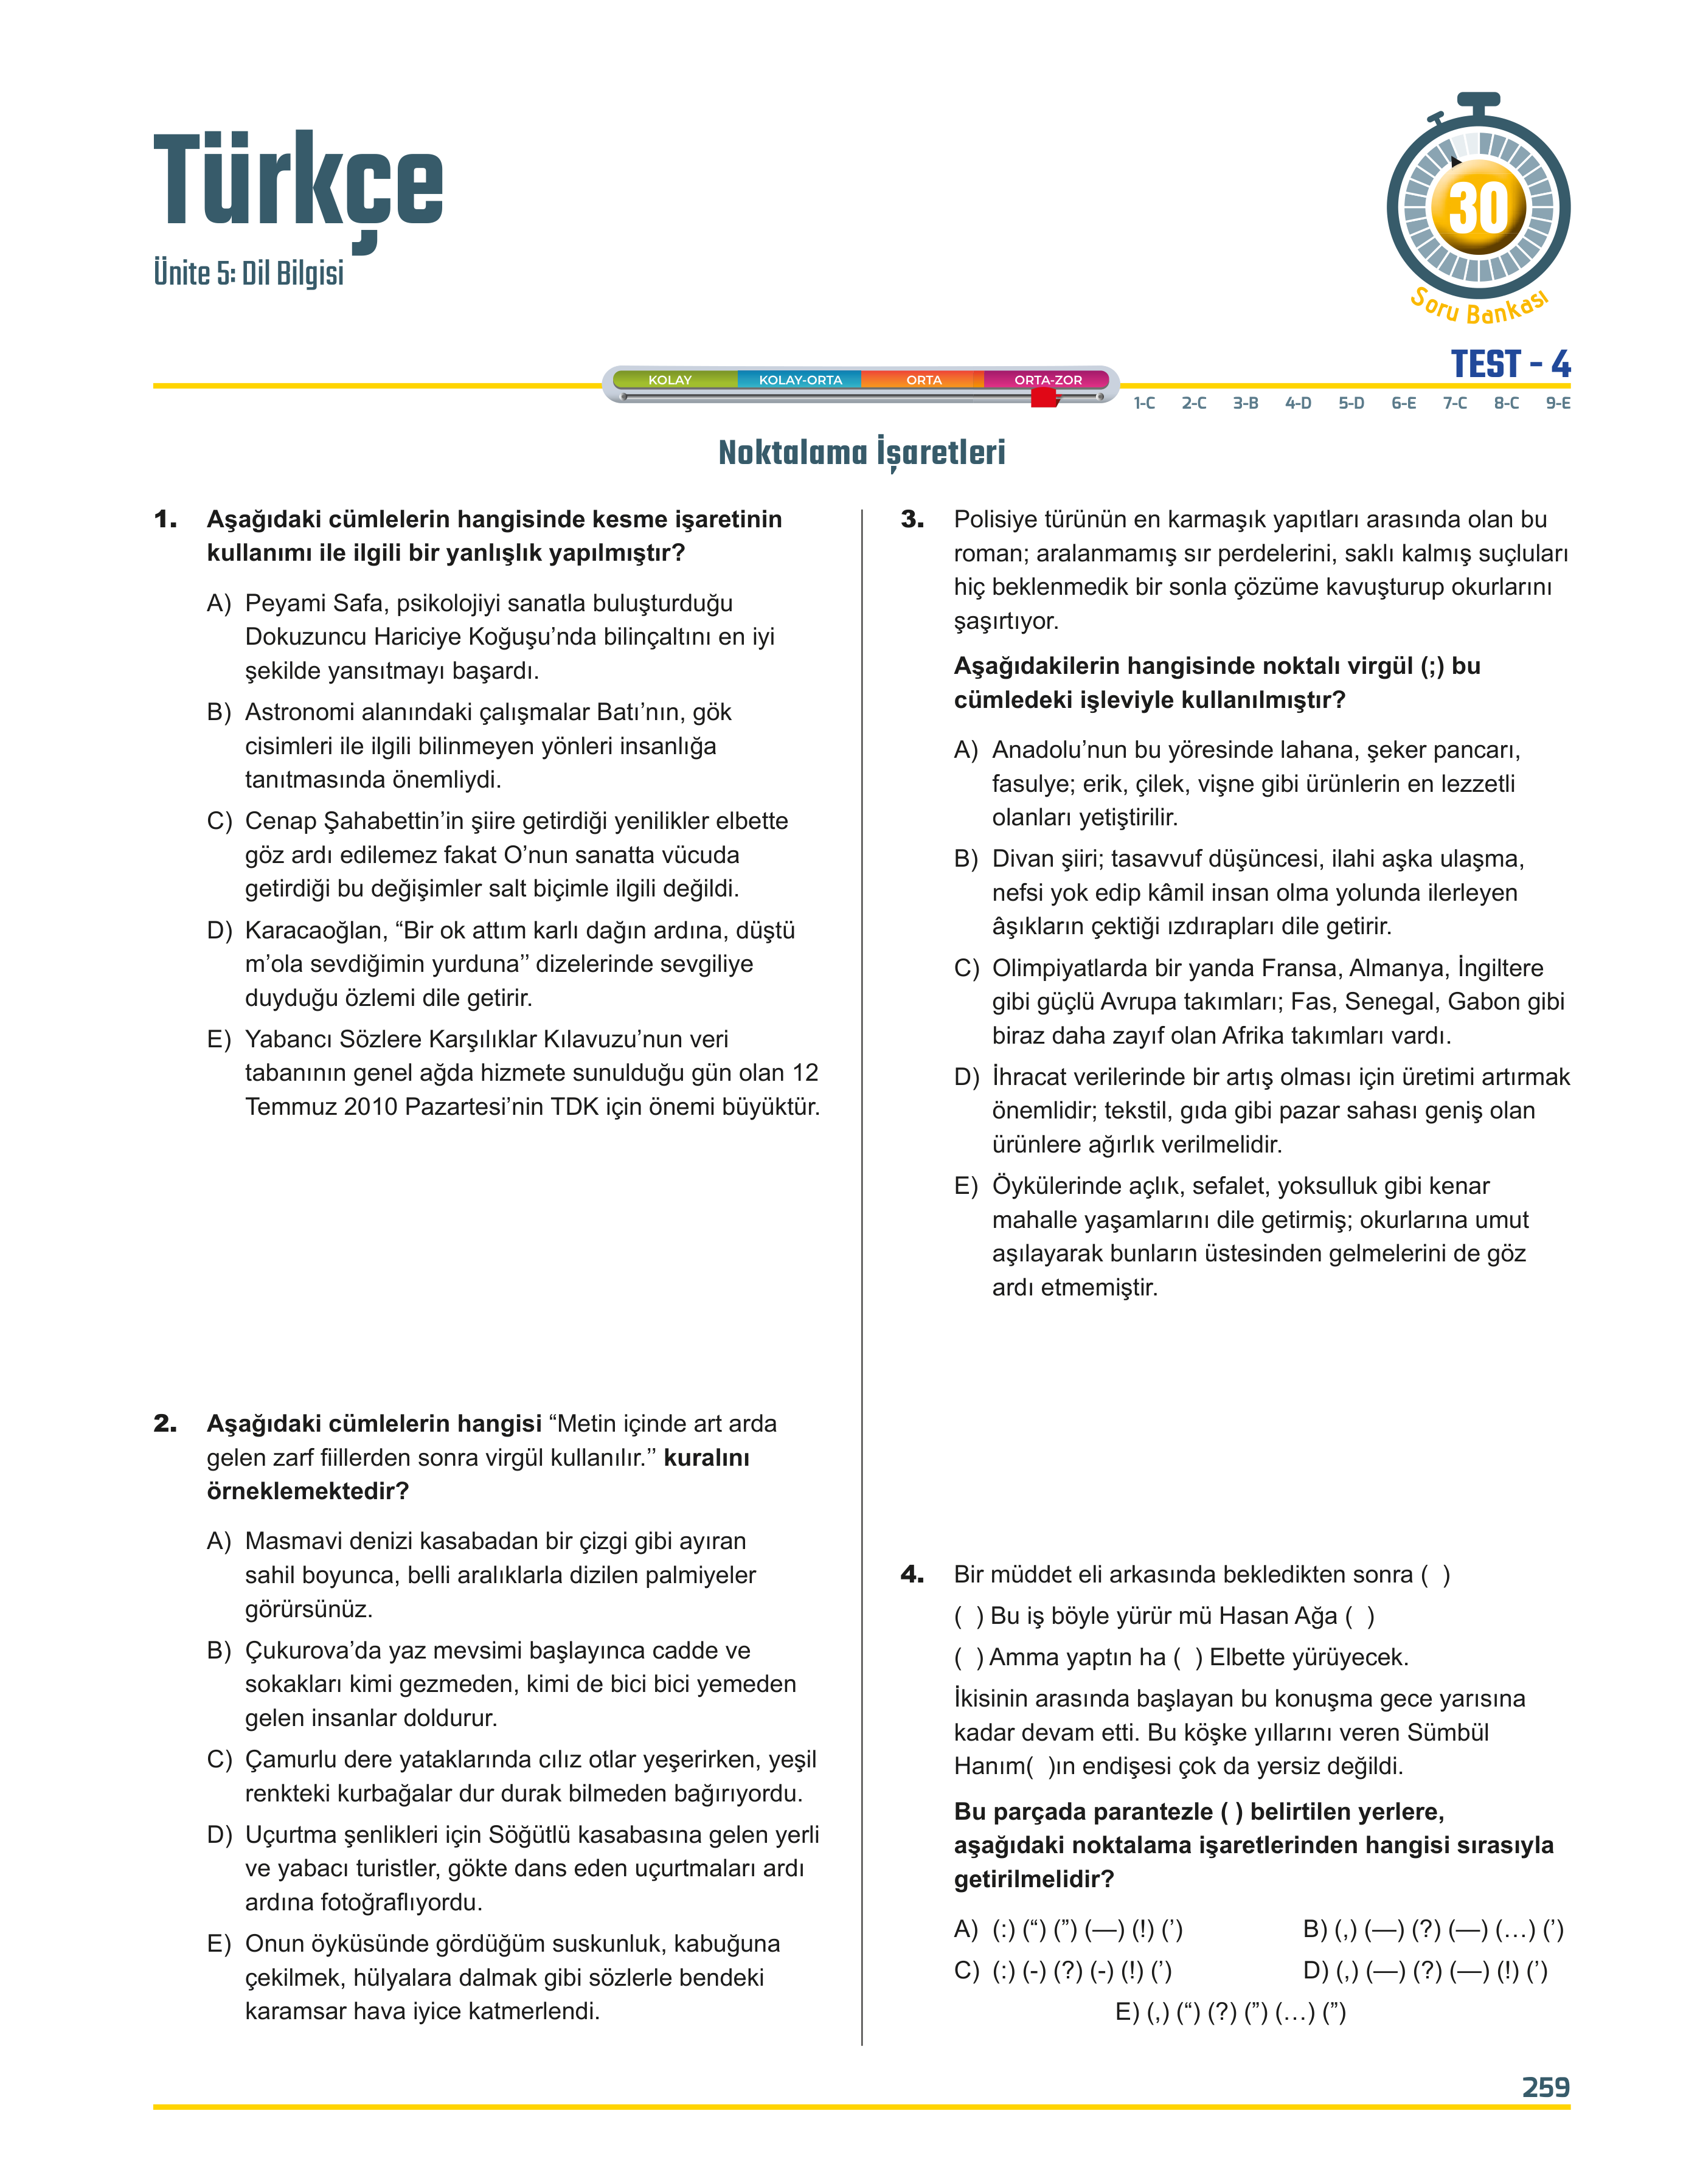 Türkçe
Ünite 5: Dil Bilgisi
30
Soru Bankası
TEST - 4
KOLAY KOLAY-ORTA ORTA ORTA-ZOR
1-C 2-C 3-B 4-D 5-D 6-E 7-C 8-C 9-E
Noktalama İşaretleri
1. Aşağıdaki cümlelerin hangisinde kesme işaretinin
kullanımı ile ilgili bir yanlışlık yapılmıştır?
A) Peyami Safa, psikolojiyi sanatla buluşturduğu
Dokuzuncu Hariciye Koğuşu’nda bilinçaltını en iyi
şekilde yansıtmayı başardı.
B) Astronomi alanındaki çalışmalar Batı’nın, gök
cisimleri ile ilgili bilinmeyen yönleri insanlığa
tanıtmasında önemliydi.
C) Cenap Şahabettin’in şiire getirdiği yenilikler elbette
göz ardı edilemez fakat O’nun sanatta vücuda
getirdiği bu değişimler salt biçimle ilgili değildi.
D) Karacaoğlan, “Bir ok attım karlı dağın ardına, düştü
m’ola sevdiğimin yurduna’’ dizelerinde sevgiliye
duyduğu özlemi dile getirir.
E) Yabancı Sözlere Karşılıklar Kılavuzu’nun veri
tabanının genel ağda hizmete sunulduğu gün olan 12
Temmuz 2010 Pazartesi’nin TDK için önemi büyüktür.
2. Aşağıdaki cümlelerin hangisi “Metin içinde art arda
gelen zarf fiillerden sonra virgül kullanılır.’’ kuralını
örneklemektedir?
A) Masmavi denizi kasabadan bir çizgi gibi ayıran
sahil boyunca, belli aralıklarla dizilen palmiyeler
görürsünüz.
B) Çukurova’da yaz mevsimi başlayınca cadde ve
sokakları kimi gezmeden, kimi de bici bici yemeden
gelen insanlar doldurur.
C) Çamurlu dere yataklarında cılız otlar yeşerirken, yeşil
renkteki kurbağalar dur durak bilmeden bağırıyordu.
D) Uçurtma şenlikleri için Söğütlü kasabasına gelen yerli
ve yabacı turistler, gökte dans eden uçurtmaları ardı
ardına fotoğraflıyordu.
E) Onun öyküsünde gördüğüm suskunluk, kabuğuna
çekilmek, hülyalara dalmak gibi sözlerle bendeki
karamsar hava iyice katmerlendi.
3. Polisiye türünün en karmaşık yapıtları arasında olan bu
roman; aralanmamış sır perdelerini, saklı kalmış suçluları
hiç beklenmedik bir sonla çözüme kavuşturup okurlarını
şaşırtıyor.
Aşağıdakilerin hangisinde noktalı virgül (;) bu
cümledeki işleviyle kullanılmıştır?
A) Anadolu’nun bu yöresinde lahana, şeker pancarı,
fasulye; erik, çilek, vişne gibi ürünlerin en lezzetli
olanları yetiştirilir.
B) Divan şiiri; tasavvuf düşüncesi, ilahi aşka ulaşma,
nefsi yok edip kâmil insan olma yolunda ilerleyen
âşıkların çektiği ızdırapları dile getirir.
C) Olimpiyatlarda bir yanda Fransa, Almanya, İngiltere
gibi güçlü Avrupa takımları; Fas, Senegal, Gabon gibi
biraz daha zayıf olan Afrika takımları vardı.
D) İhracat verilerinde bir artış olması için üretimi artırmak
önemlidir; tekstil, gıda gibi pazar sahası geniş olan
ürünlere ağırlık verilmelidir.
E) Öykülerinde açlık, sefalet, yoksulluk gibi kenar
mahalle yaşamlarını dile getirmiş; okurlarına umut
aşılayarak bunların üstesinden gelmelerini de göz
ardı etmemiştir.
4. Bir müddet eli arkasında bekledikten sonra ( )
( ) Bu iş böyle yürür mü Hasan Ağa ( )
( ) Amma yaptın ha ( ) Elbette yürüyecek.
İkisinin arasında başlayan bu konuşma gece yarısına
kadar devam etti. Bu köşke yıllarını veren Sümbül
Hanım( )ın endişesi çok da yersiz değildi.
Bu parçada parantezle ( ) belirtilen yerlere,
aşağıdaki noktalama işaretlerinden hangisi sırasıyla
getirilmelidir?
A) (:) (“) (”) (—) (!) (’) B) (,) (—) (?) (—) (…) (’)
C) (:) (-) (?) (-) (!) (’) D) (,) (—) (?) (—) (!) (’)
E) (,) (“) (?) (”) (…) (”)
259